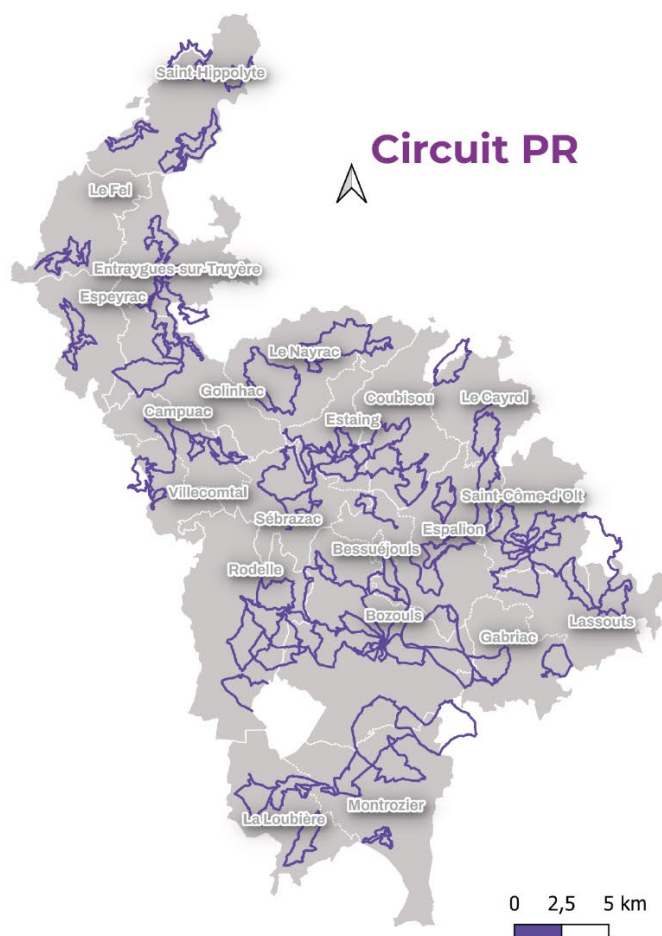 Saint-Hippolyte
Circuit PR
Le Fel
Entraygues-sur-Truyère
Espeyrac
Le Nayrac
Golinhac
Coubisou
Le Cayrol
Campuac
Estaing
Villecomtal
Saint-Côme-d'Olt
Sébrazac
Espalion
Bessuéjouls
Rodelle
Bozouls
Lassouts
Gabriac
Montrozier
La Loubière
0 2,5 5 km